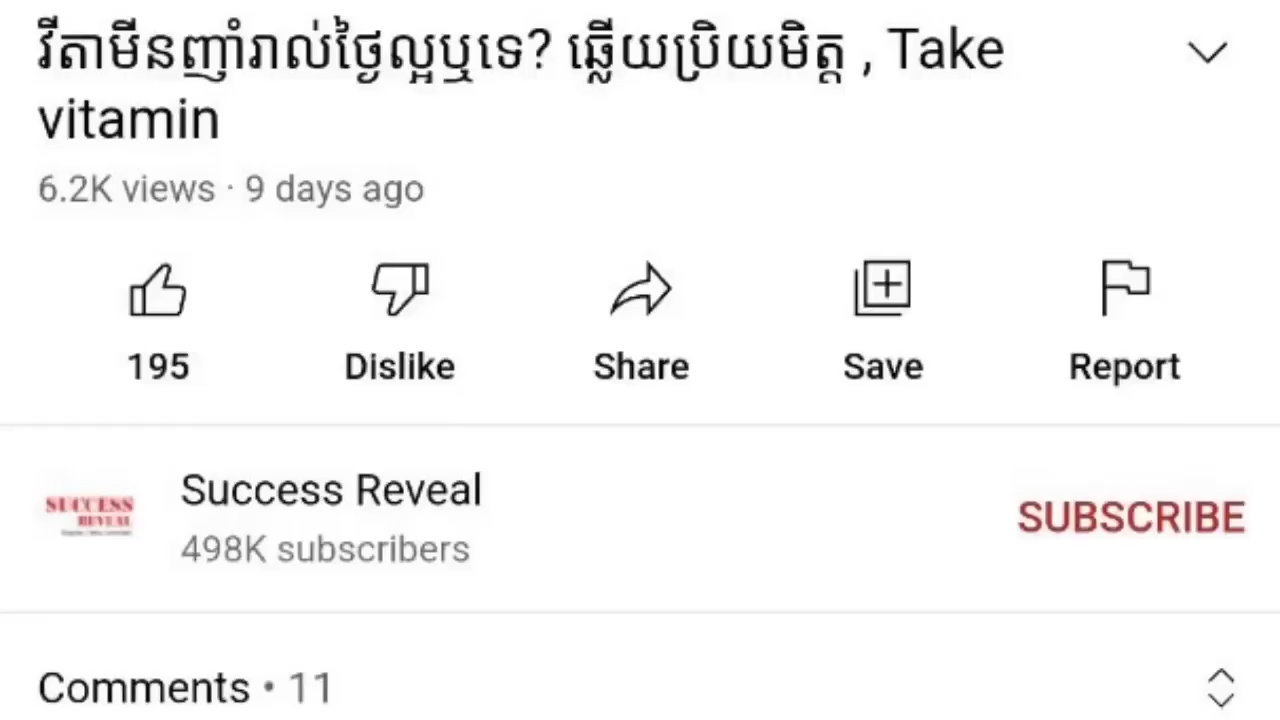 វីតាមីនញ៉ាំរាល់ថ្ងៃល្អឬទេ? ឆ្លើយប្រិយមិត្ត , Take
vitamin
6.2K views · 9 days ago
195 Dislike Share Save Report
SUCCESS
REVEAL
Success Reveal
498K subscribers
SUBSCRIBE
Comments • 11